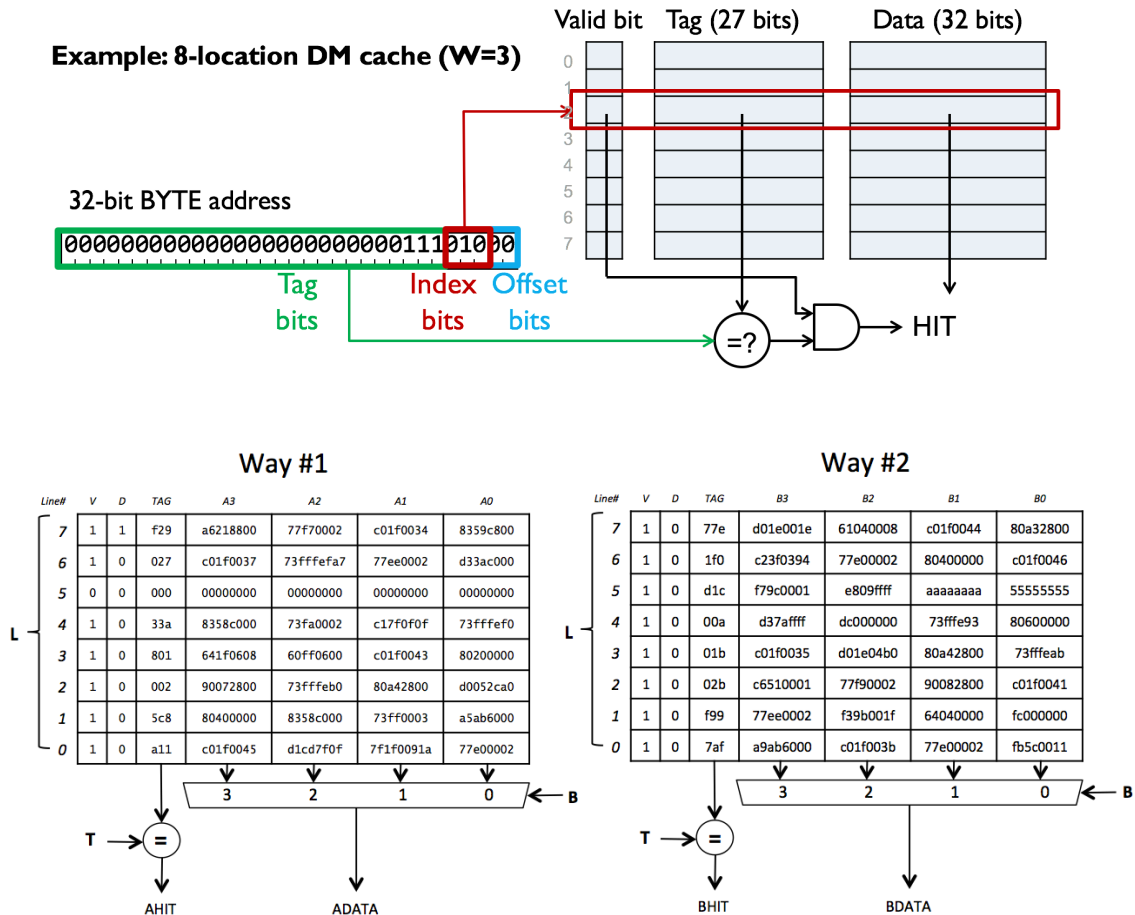 Valid bit Tag (27 bits) Data (32 bits)
Example: 8-location DM cache (W=3)
0
1
2
3
4
5
6
7
32-bit BYTE address
00000000000000000000000011101000
Tag bits
Index bits
Offset bits
=?
HIT
Way #1
Line# V D TAG A3 A2 A1 A0
7 1 1 f29 a6218800 77f70002 c01f0034 8359c800
6 1 0 027 c01f0037 73fffefa7 77ee0002 d33ac000
5 0 0 000 00000000 00000000 00000000 00000000
4 1 0 33a 8358c000 73fa0002 c17f0f0f 73fffef0
3 1 0 801 641f0608 60ff0600 c01f0043 80200000
2 1 0 002 90072800 73fffeb0 80a42800 d0052ca0
1 1 0 5c8 80400000 8358c000 73ff0003 a5ab6000
0 1 0 a11 c01f0045 d1cd7f0f 7f1f0091a 77e00002
L
3 2 1 0
B
T
=
AHIT ADATA
Way #2
Line# V D TAG B3 B2 B1 B0
7 1 0 77e d01e001e 61040008 c01f0044 80a32800
6 1 0 1f0 c23f0394 77e00002 80400000 c01f0046
5 1 0 d1c f79c0001 e809ffff aaaaaaaa 55555555
4 1 0 00a d37affff dc000000 73fffe93 80600000
3 1 0 01b c01f0035 d01e04b0 80a42800 73fffeab
2 1 0 02b c6510001 77f90002 90082800 c01f0041
1 1 0 f99 77ee0002 f39b001f 64040000 fc000000
0 1 0 7af a9ab6000 c01f003b 77e00002 fb5c0011
L
3 2 1 0
B
T
=
BHIT BDATA